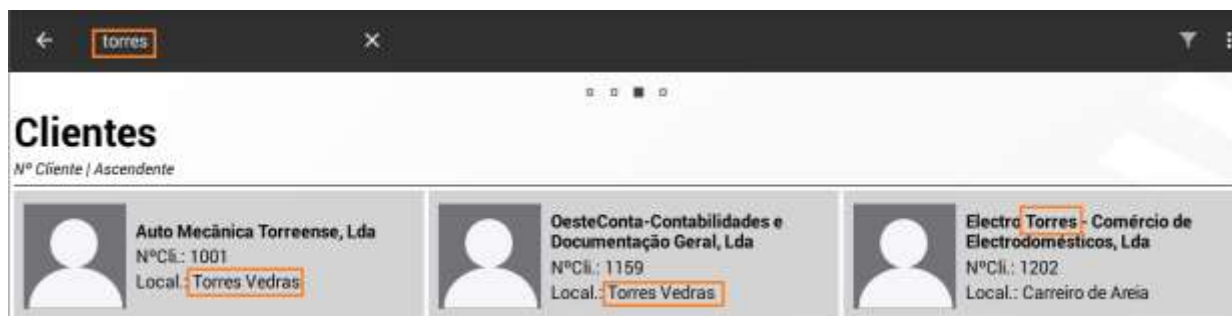 torres
Clientes
Nº Cliente | Ascendente
Auto Mecânica Torreense, Lda
NºCli.: 1001
Local.: Torres Vedras
OesteConta-Contabilidades e
Documentação Geral, Lda
NºCli.: 1159
Local.: Torres Vedras
Electro Torres - Comércio de
Electrodomésticos, Lda
NºCli.: 1202
Local.: Carreiro de Areia